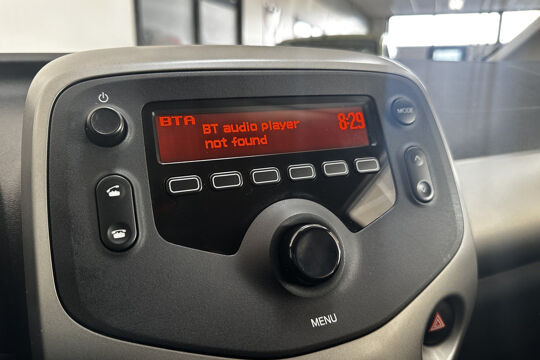 BTA
BT audio player
not found
8:29
MODE
MENU